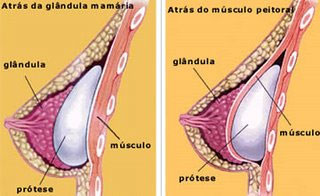 Atrás da glândula mamária
glândula
músculo
prótese
Atrás do músculo peitoral
glândula
músculo
prótese